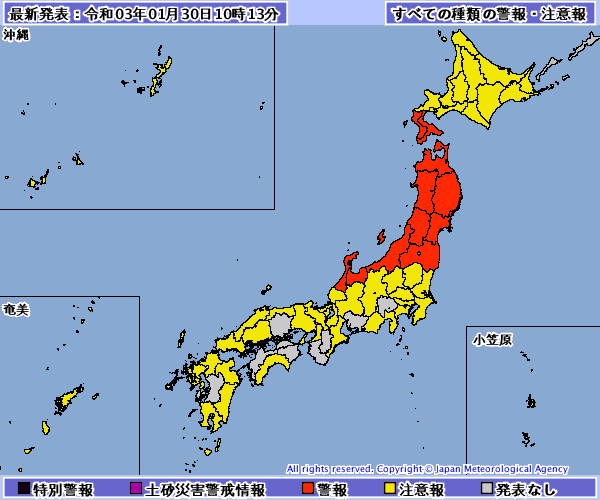 最新発表：令和03年01月30日10時13分
すべての種類の警報・注意報
沖縄
奄美
小笠原
All rights reserved. Copyright © Japan Meteorological Agency
特別警報 土砂災害警戒情報 警報 注意報 発表なし